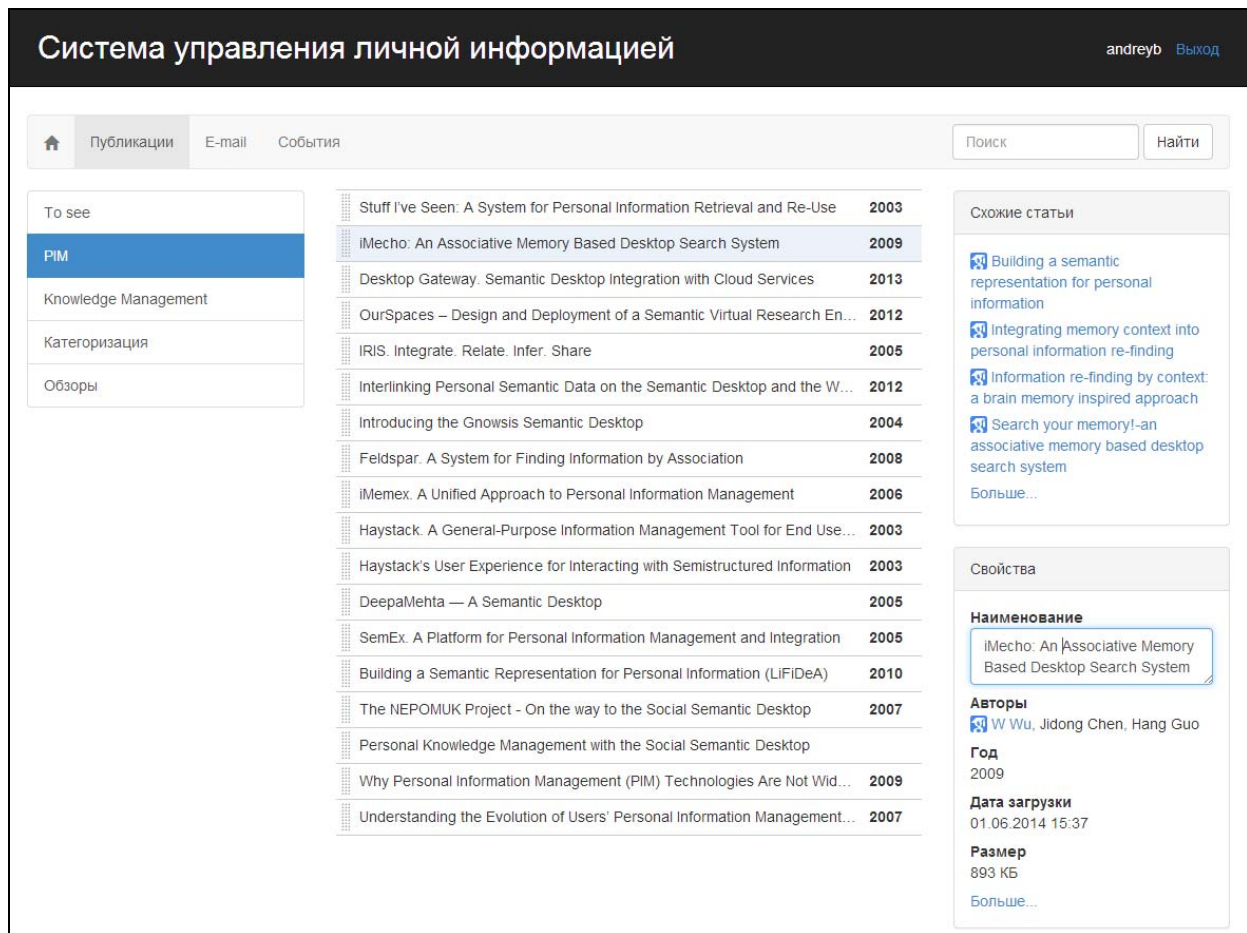 Система управления личной информацией
andreyb Выход
Публикации E-mail События
Поиск Найти
To see
PIM
Knowledge Management
Категоризация
Обзоры
Stuff I've Seen: A System for Personal Information Retrieval and Re-Use 2003
iMecho: An Associative Memory Based Desktop Search System 2009
Desktop Gateway. Semantic Desktop Integration with Cloud Services 2013
OurSpaces – Design and Deployment of a Semantic Virtual Research En... 2012
IRIS. Integrate. Relate. Infer. Share 2005
Interlinking Personal Semantic Data on the Semantic Desktop and the W... 2012
Introducing the Gnowsis Semantic Desktop 2004
Feldspar. A System for Finding Information by Association 2008
iMemex. A Unified Approach to Personal Information Management 2006
Haystack. A General-Purpose Information Management Tool for End Use... 2003
Haystack's User Experience for Interacting with Semistructured Information 2003
DeepaMehta — A Semantic Desktop 2005
SemEx. A Platform for Personal Information Management and Integration 2005
Building a Semantic Representation for Personal Information (LiFiDeA) 2010
The NEPOMUK Project - On the way to the Social Semantic Desktop 2007
Personal Knowledge Management with the Social Semantic Desktop
Why Personal Information Management (PIM) Technologies Are Not Wid... 2009
Understanding the Evolution of Users' Personal Information Management... 2007
Схожие статьи
Building a semantic
representation for personal
information
Integrating memory context into
personal information re-finding
Information re-finding by context:
a brain memory inspired approach
Search your memory!-an
associative memory based desktop
search system
Больше...
Свойства
Наименование
iMecho: An Associative Memory
Based Desktop Search System
Авторы
W Wu, Jidong Chen, Hang Guo
Год
2009
Дата загрузки
01.06.2014 15:37
Размер
893 КБ
Больше...